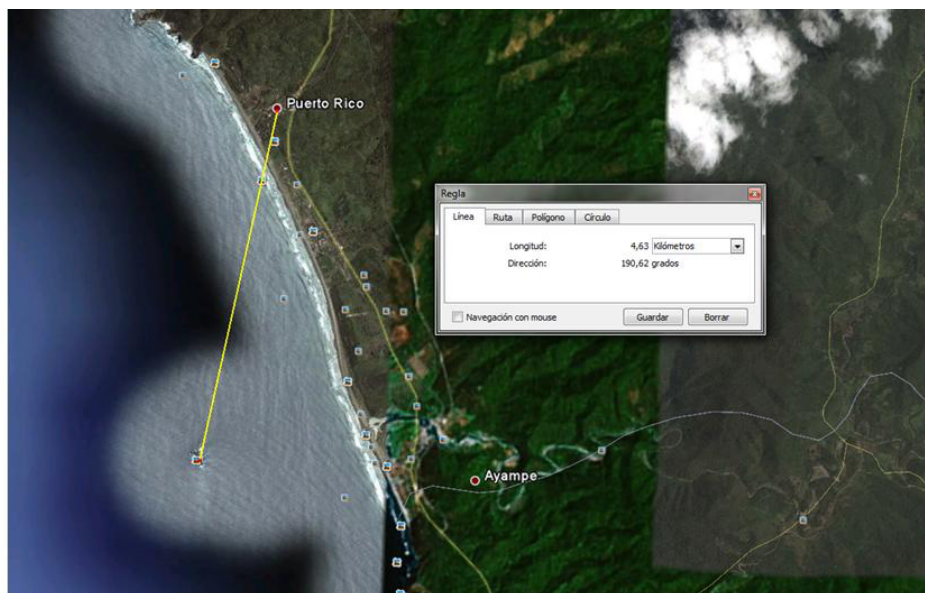 Puerto Rico
Regla
Línea Ruta Polígono Círculo
Longitud: 4,63 Kilómetros
Dirección: 190,62 grados
Navegación con mouse Guardar Borrar
Ayampe